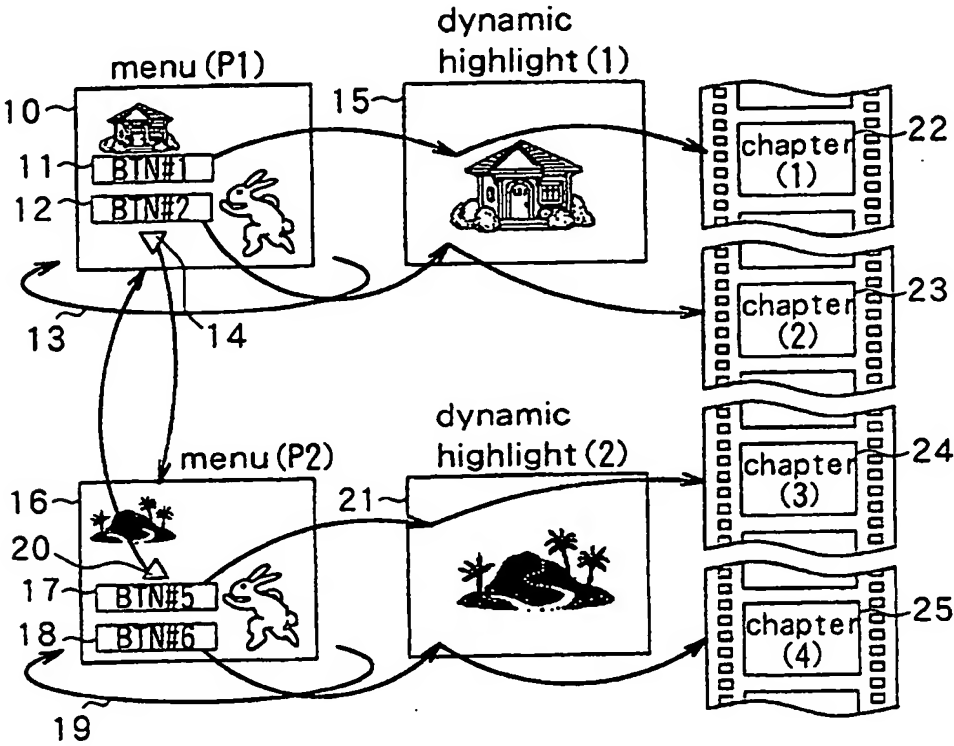 dynamic
highlight (1)
menu (P1)
10
15
22
chapter
(1)
11
BTN#1
12
BTN#2
23
chapter
(2)
13
14
dynamic
highlight (2)
menu (P2)
24
chapter
(3)
16
21
20
17
BTN#5
18
BTN#6
25
chapter
(4)
19